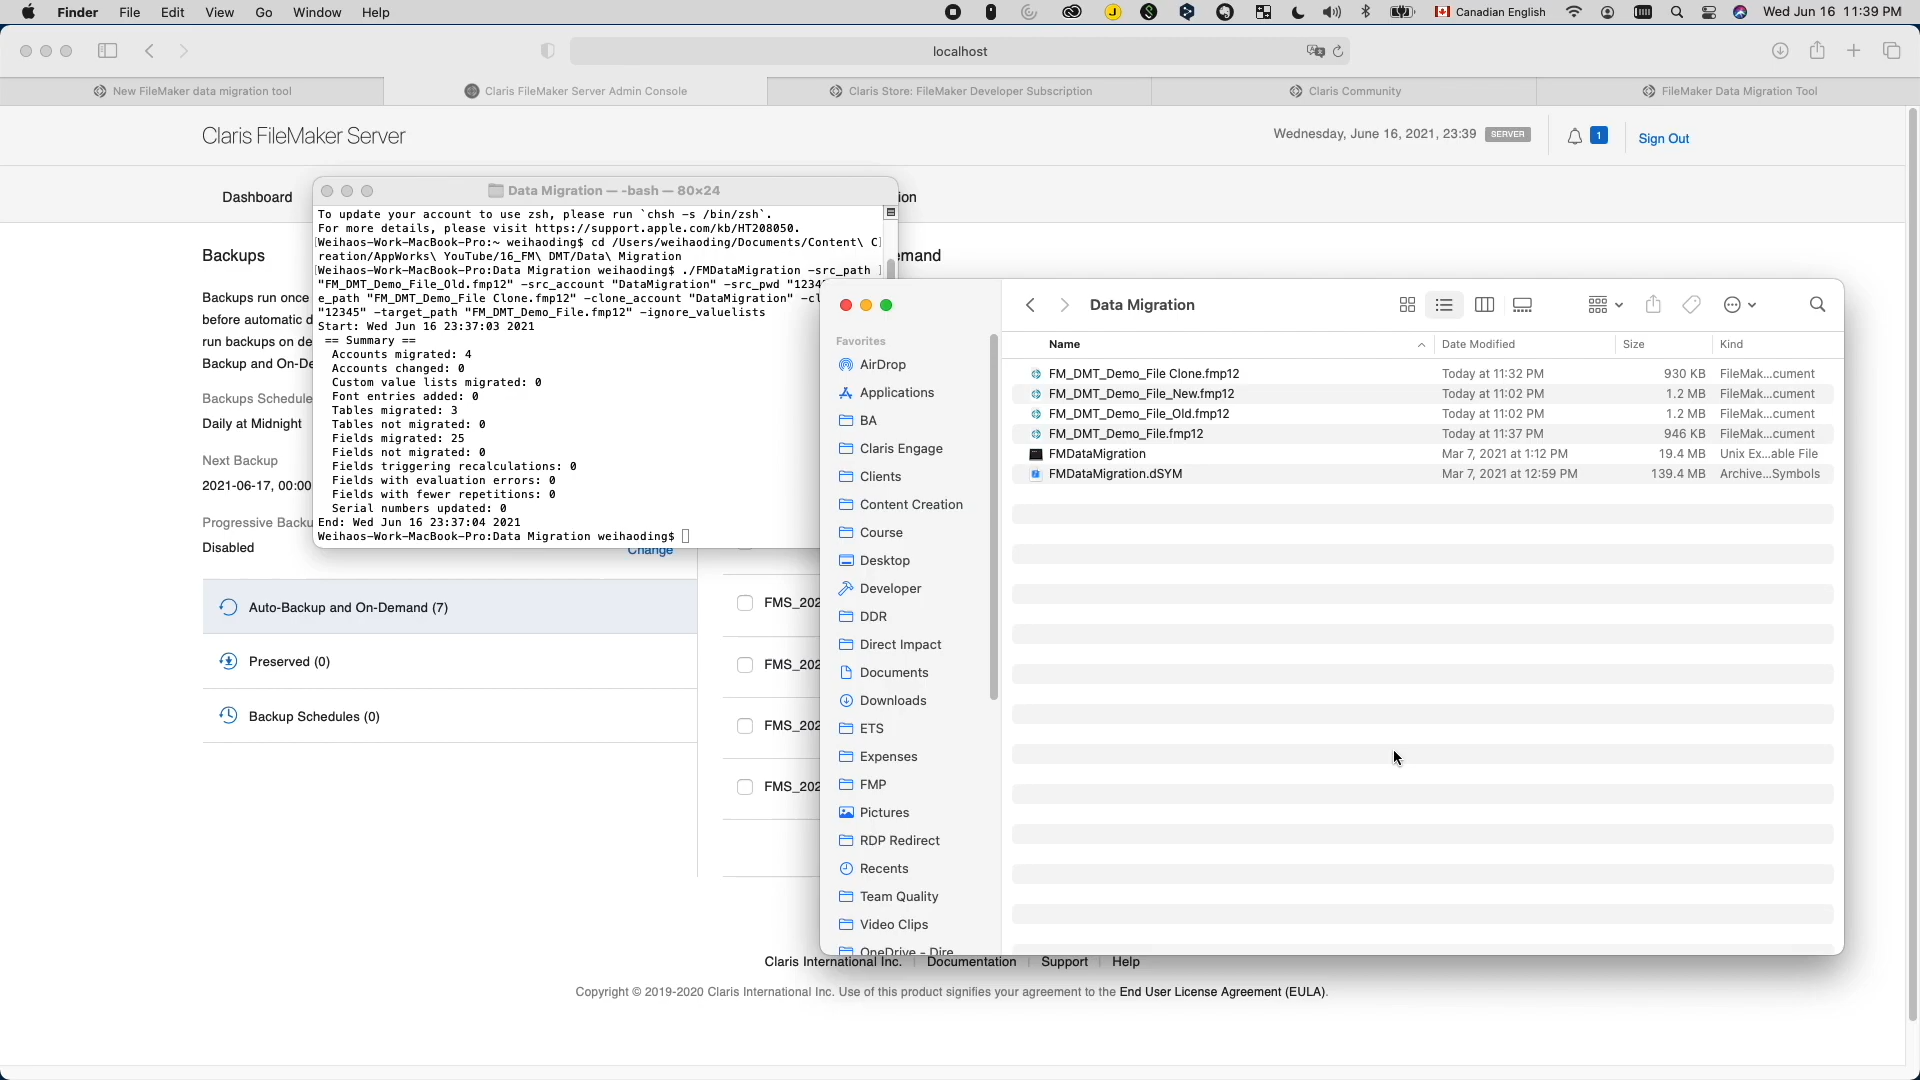 Finder File Edit View Go Window Help
Canadian English
Wed Jun 16 11:39 PM
localhost
New FileMaker data migration tool
Claris FileMaker Server Admin Console
Claris Store: FileMaker Developer Subscription
Claris Community
FileMaker Data Migration Tool
Claris FileMaker Server
Wednesday, June 16, 2021, 23:39 SERVER
1
Sign Out
Dashboard
ion
Backups
mand
Backups run once
before automatic d
run backups on de
Backup and On-De
Backups Schedule
Daily at Midnight
Next Backup
2021-06-17, 00:00
Progressive Backu
Disabled
Change
Auto-Backup and On-Demand (7)
Preserved (0)
Backup Schedules (0)
FMS_202
FMS_202
FMS_202
FMS_202
Data Migration — -bash — 80×24
To update your account to use zsh, please run `chsh -s /bin/zsh`.
For more details, please visit https://support.apple.com/kb/HT208050.
[Weihaos-Work-MacBook-Pro:~ weihaoding$ cd /Users/weihaoding/Documents/Content\ C]
reation/AppWorks\ YouTube/16_FM\ DMT/Data\ Migration
[Weihaos-Work-MacBook-Pro:Data Migration weihaoding$ ./FMDataMigration -src_path ]
"FM_DMT_Demo_File_Old.fmp12" -src_account "DataMigration" -src_pwd "1234
e_path "FM_DMT_Demo_File Clone.fmp12" -clone_account "DataMigration" -cl
"12345" -target_path "FM_DMT_Demo_File.fmp12" -ignore_valuelists
Start: Wed Jun 16 23:37:03 2021
== Summary ==
Accounts migrated: 4
Accounts changed: 0
Custom value lists migrated: 0
Font entries added: 0
Tables migrated: 3
Tables not migrated: 0
Fields migrated: 25
Fields not migrated: 0
Fields triggering recalculations: 0
Fields with evaluation errors: 0
Fields with fewer repetitions: 0
Serial numbers updated: 0
End: Wed Jun 16 23:37:04 2021
Weihaos-Work-MacBook-Pro:Data Migration weihaoding$
Data Migration
Favorites
AirDrop
Applications
BA
Claris Engage
Clients
Content Creation
Course
Desktop
Developer
DDR
Direct Impact
Documents
Downloads
ETS
Expenses
FMP
Pictures
RDP Redirect
Recents
Team Quality
Video Clips
OneDrive - Dire
Name Date Modified Size Kind
FM_DMT_Demo_File Clone.fmp12 Today at 11:32 PM 930 KB FileMak...cument
FM_DMT_Demo_File_New.fmp12 Today at 11:02 PM 1.2 MB FileMak...cument
FM_DMT_Demo_File_Old.fmp12 Today at 11:02 PM 1.2 MB FileMak...cument
FM_DMT_Demo_File.fmp12 Today at 11:37 PM 946 KB FileMak...cument
FMDataMigration Mar 7, 2021 at 1:12 PM 19.4 MB Unix Ex...able File
FMDataMigration.dSYM Mar 7, 2021 at 12:59 PM 139.4 MB Archive...Symbols
Claris International Inc. Documentation Support Help
Copyright © 2019-2020 Claris International Inc. Use of this product signifies your agreement to the End User License Agreement (EULA).